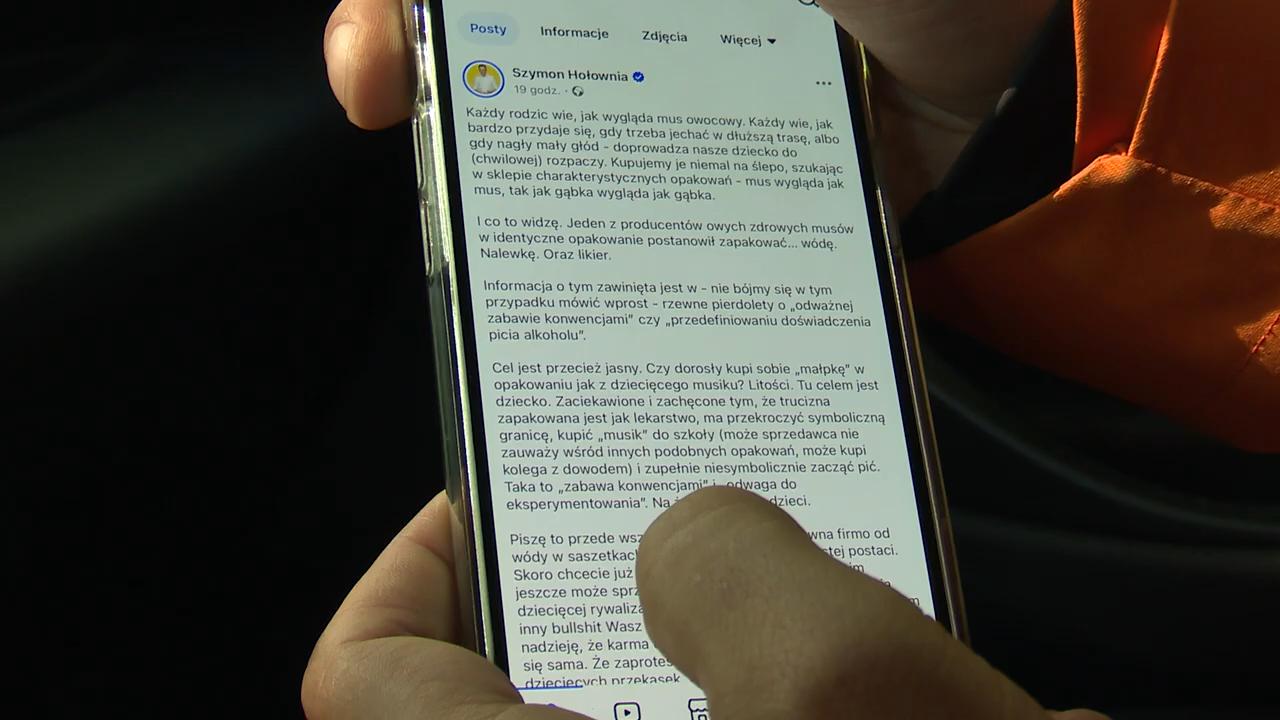 Posty Informacje Zdjęcia Więcej
Szymon Hołownia
19 godz.
Każdy rodzic wie, jak wygląda mus owocowy. Każdy wie, jak
bardzo przydaje się, gdy trzeba jechać w dłuższą trasę, albo
gdy nagły mały głód - doprowadza nasze dziecko do
(chwilowej) rozpaczy. Kupujemy je niemal na ślepo, szukając
w sklepie charakterystycznych opakowań - mus wygląda jak
mus, tak jak gąbka wygląda jak gąbka.
I co to widzę. Jeden z producentów owych zdrowych musów
w identyczne opakowanie postanowił zapakować... wódę.
Nalewkę. Oraz likier.
Informacja o tym zawinięta jest w - nie bójmy się w tym
przypadku mówić wprost - rzewne pierdolety o „odważnej
zabawie konwencjami" czy „przedefiniowaniu doświadczenia
picia alkoholu".
Cel jest przecież jasny. Czy dorosły kupi sobie „małpkę" w
opakowaniu jak z dziecięcego musiku? Litości. Tu celem jest
dziecko. Zaciekawione i zachęcone tym, że trucizna
zapakowana jest jak lekarstwo, ma przekroczyć symboliczną
granicę, kupić „musik" do szkoły (może sprzedawca nie
zauważy wśród innych podobnych opakowań, może kupi
kolega z dowodem) i zupełnie niesymbolicznie zacząć pić.
Taka to „zabawa konwencjami" i „odwaga do
eksperymentowania". Na dzieci.
Piszę to przede firmo od
wódy w postaci.
Skoro chcecie już
jeszcze może
dziecięcej
inny bullshit Wasz
nadzieję, że karma
się sama. Że
dziecięcych przekąsek